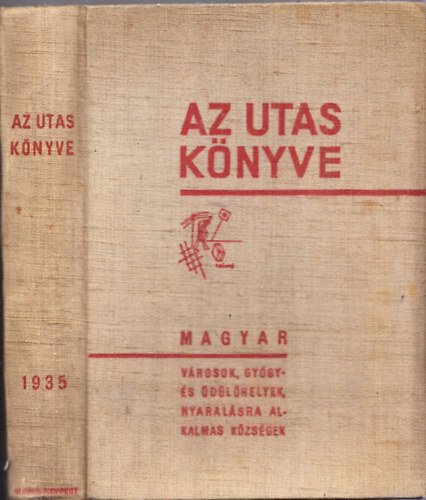 AZ UTAS
KÖNYVE
1935
AZ UTAS
KÖNYVE
MAGYAR
VÁROSOK, GYÓGY-
ÉS ÜDÜLŐHELYEK,
NYARALÁSRA AL-
KALMAS KÖZSÉGEK